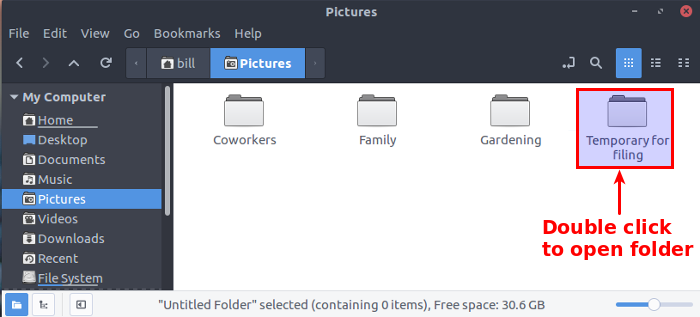 Pictures
File Edit View Go Bookmarks Help
bill Pictures
My Computer
Home
Desktop
Documents
Music
Pictures
Videos
Downloads
Recent
File System
Coworkers Family Gardening Temporary for
filing
Double click
to open folder
"Untitled Folder" selected (containing 0 items), Free space: 30.6 GB